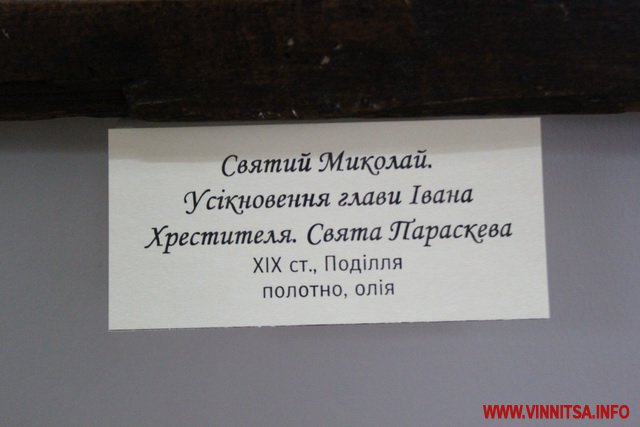 Святий Миколай.
Усікновення глави Івана
Хрестителя. Свята Параскева
XIX ст., Поділля
полотно, олія
WWW.VINNITSA.INFO